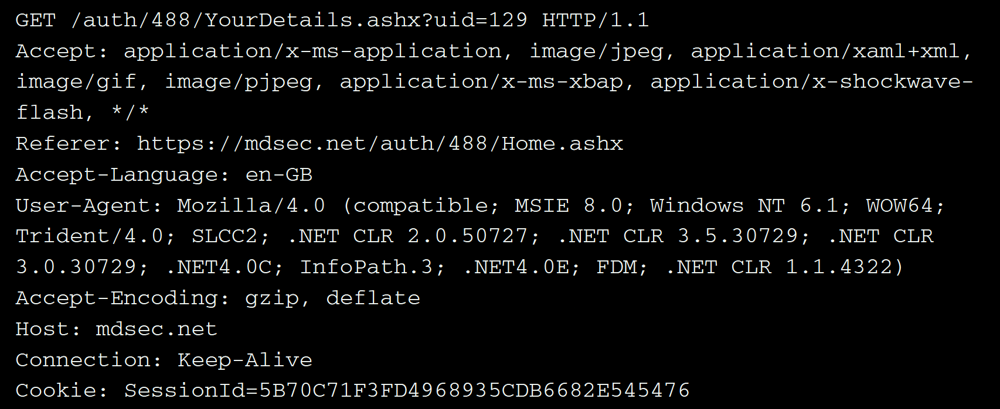 GET /auth/488/YourDetails.ashx?uid=129 HTTP/1.1
Accept: application/x-ms-application, image/jpeg, application/xaml+xml,
image/gif, image/pjpeg, application/x-ms-xbap, application/x-shockwave-
flash, */*
Referer: https://mdsec.net/auth/488/Home.ashx
Accept-Language: en-GB
User-Agent: Mozilla/4.0 (compatible; MSIE 8.0; Windows NT 6.1; WOW64;
Trident/4.0; SLCC2; .NET CLR 2.0.50727; .NET CLR 3.5.30729; .NET CLR
3.0.30729; .NET4.0C; InfoPath.3; .NET4.0E; FDM; .NET CLR 1.1.4322)
Accept-Encoding: gzip, deflate
Host: mdsec.net
Connection: Keep-Alive
Cookie: SessionId=5B70C71F3FD4968935CDB6682E545476